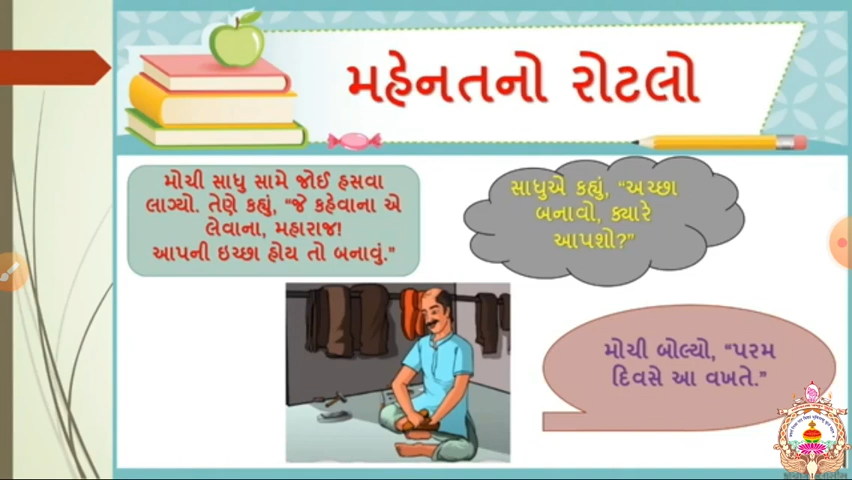 મહેનતનો રોટલો
મોચી સાધુ સામે જોઈ હસવા
લાગ્યો. તેણે કહ્યું, “જે કહેવાના એ
લેવાના, મહારાજ!
આપની ઇચ્છા હોય તો બનાવું.”
સાધુએ કહ્યું, “અચ્છા
બનાવો, ક્યારે
આપશો?”
મોચી બોલ્યો, “પરમ
દિવસે આ વખતે.”